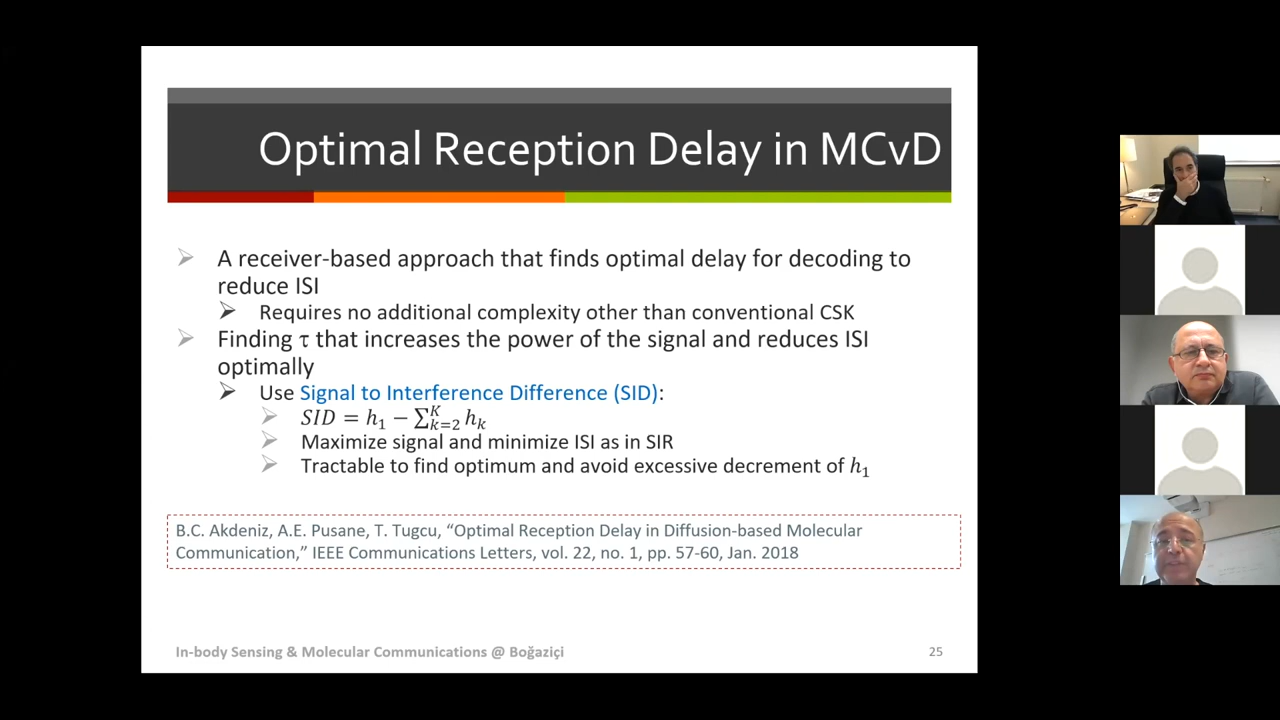 Optimal Reception Delay in MCvD
A receiver-based approach that finds optimal delay for decoding to
reduce ISI
Requires no additional complexity other than conventional CSK
Finding τ that increases the power of the signal and reduces ISI
optimally
Use Signal to Interference Difference (SID):
SID = h₁ − ∑ᴷₖ₌₂ hₖ
Maximize signal and minimize ISI as in SIR
Tractable to find optimum and avoid excessive decrement of h₁
B.C. Akdeniz, A.E. Pusane, T. Tugcu, “Optimal Reception Delay in Diffusion-based Molecular
Communication,” IEEE Communications Letters, vol. 22, no. 1, pp. 57-60, Jan. 2018
In-body Sensing & Molecular Communications @ Boğaziçi
25